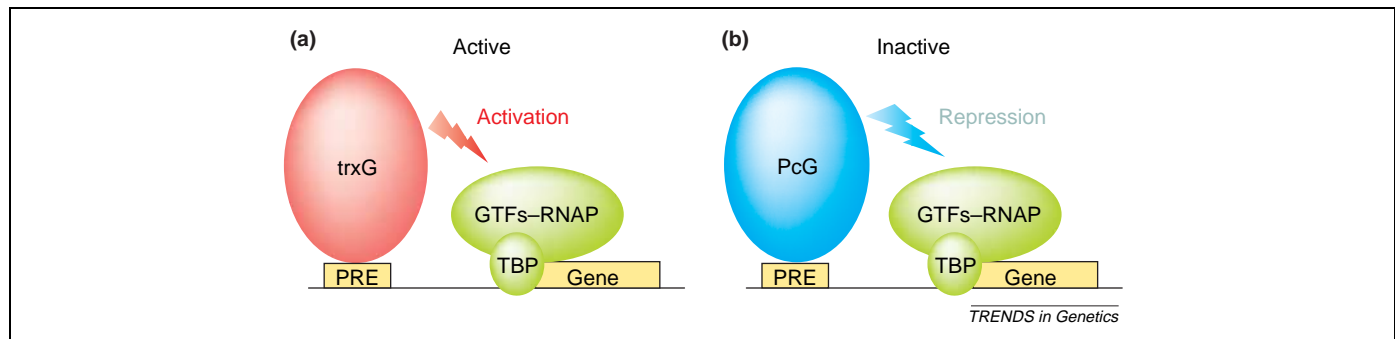 (a)
Active
Activation
trxG
GTFs–RNAP
TBP
PRE
Gene
(b)
Inactive
Repression
PcG
GTFs–RNAP
TBP
PRE
Gene
TRENDS in Genetics